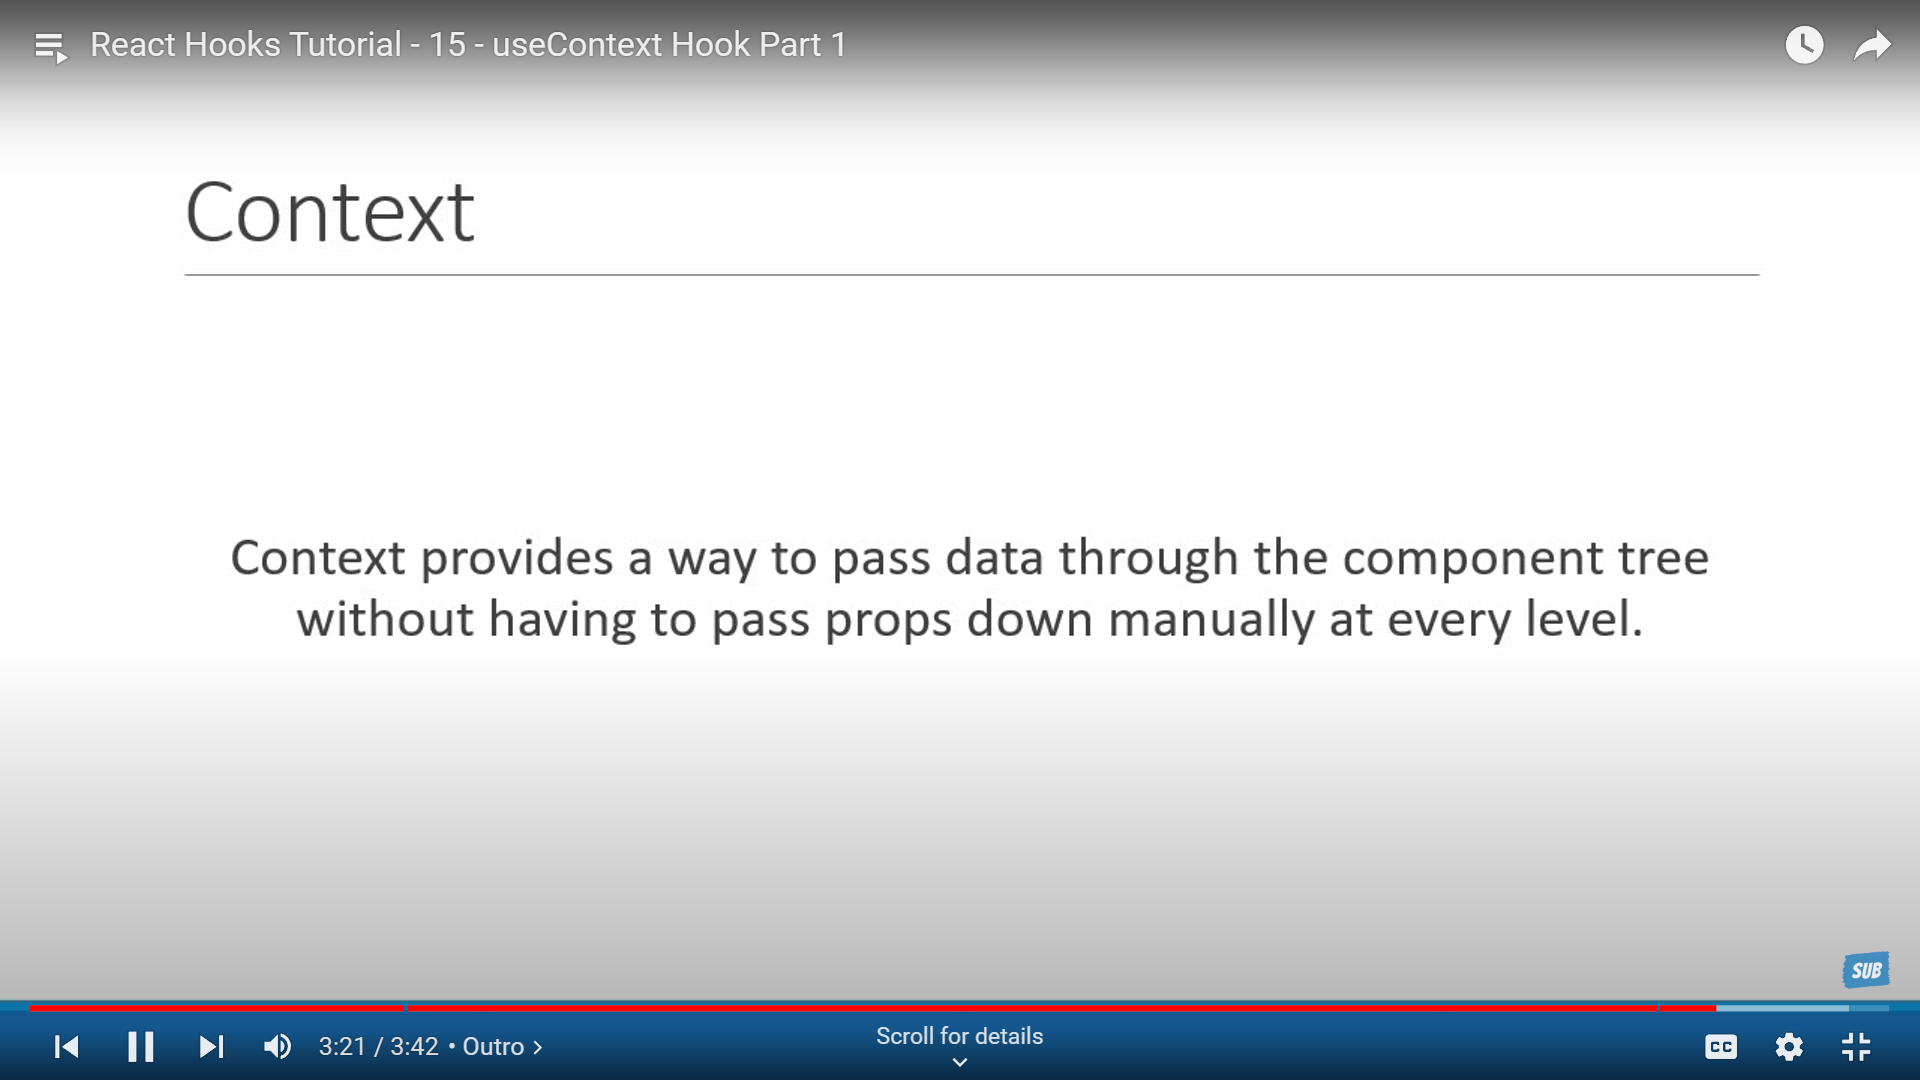 React Hooks Tutorial - 15 - useContext Hook Part 1
Context
Context provides a way to pass data through the component tree
without having to pass props down manually at every level.
SUB
3:21 / 3:42 • Outro
Scroll for details
CC